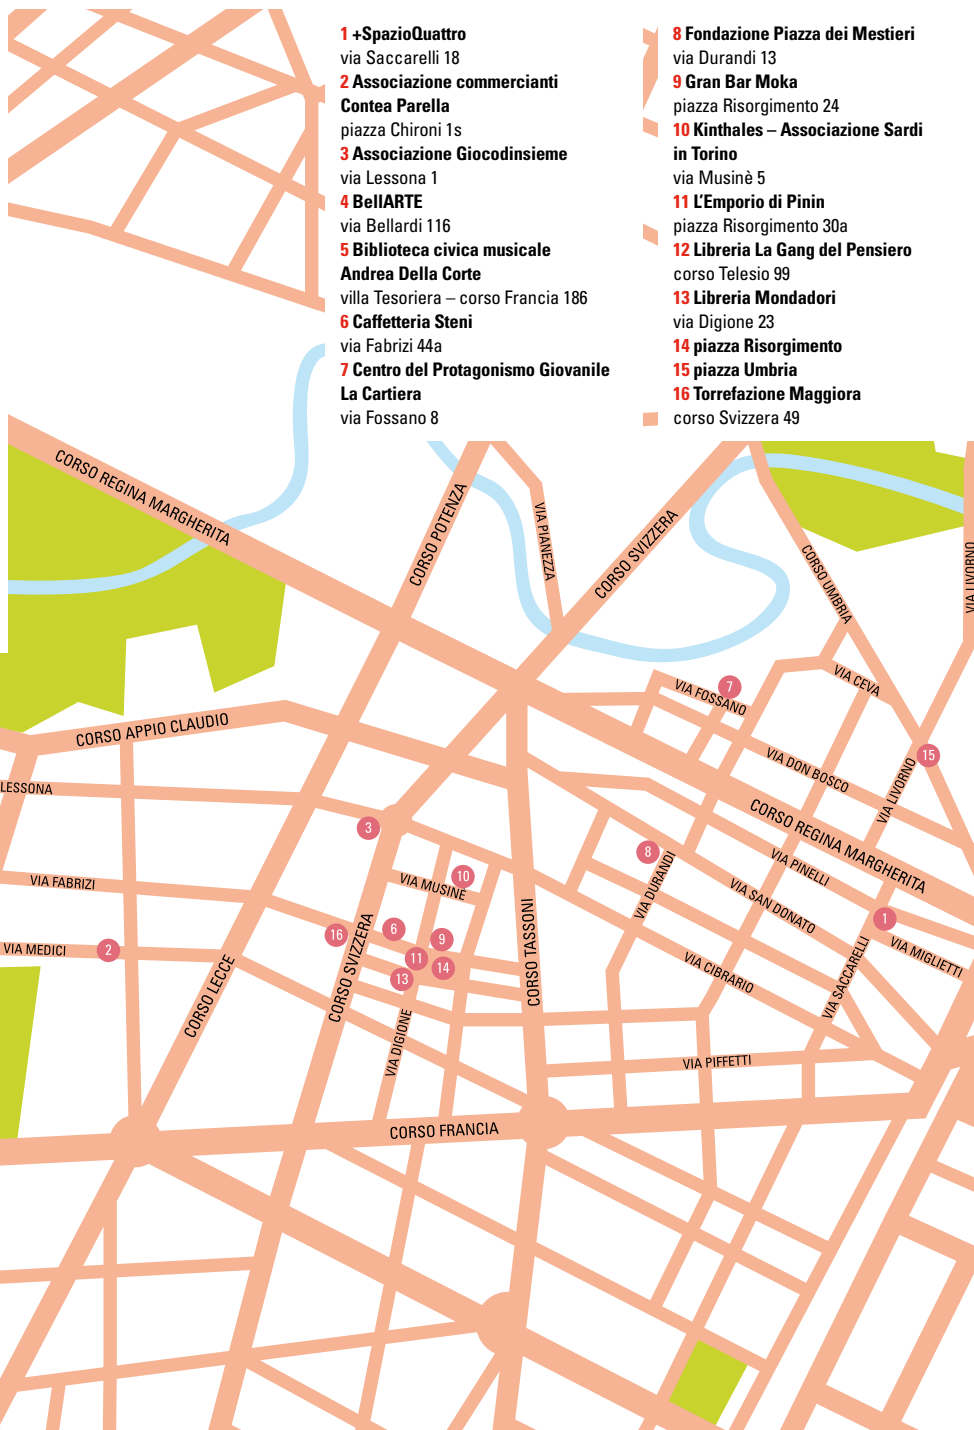 1 +SpazioQuattro
via Saccarelli 18
2 Associazione commercianti
Contea Parella
piazza Chironi 1s
3 Associazione Giocodinsieme
via Lessona 1
4 BellARTE
via Bellardi 116
5 Biblioteca civica musicale
Andrea Della Corte
villa Tesoriera – corso Francia 186
6 Caffetteria Steni
via Fabrizi 44a
7 Centro del Protagonismo Giovanile
La Cartiera
via Fossano 8
8 Fondazione Piazza dei Mestieri
via Durandi 13
9 Gran Bar Moka
piazza Risorgimento 24
10 Kinthales – Associazione Sardi
in Torino
via Musinè 5
11 L'Emporio di Pinin
piazza Risorgimento 30a
12 Libreria La Gang del Pensiero
corso Telesio 99
13 Libreria Mondadori
via Digione 23
14 piazza Risorgimento
15 piazza Umbria
16 Torrefazione Maggiora
corso Svizzera 49
CORSO REGINA MARGHERITA
CORSO POTENZA
VIA PIANEZZA
CORSO SVIZZERA
CORSO UMBRIA
VIA LIVORNO
VIA CEVA
7
VIA FOSSANO
CORSO APPIO CLAUDIO
15
VIA DON BOSCO
VIA LIVORNO
LESSONA
3
CORSO REGINA MARGHERITA
8
VIA PINELLI
VIA FABRIZI
VIA MUSINE
10
VIA DURANDI
VIA SAN DONATO
1
VIA MEDICI
2
16
6
9
11
14
13
CORSO LECCE
CORSO SVIZZERA
CORSO TASSONI
VIA CIBRARIO
VIA SACCARELLI
VIA MIGLIETTI
VIA DIGIONE
VIA PIFFETTI
CORSO FRANCIA